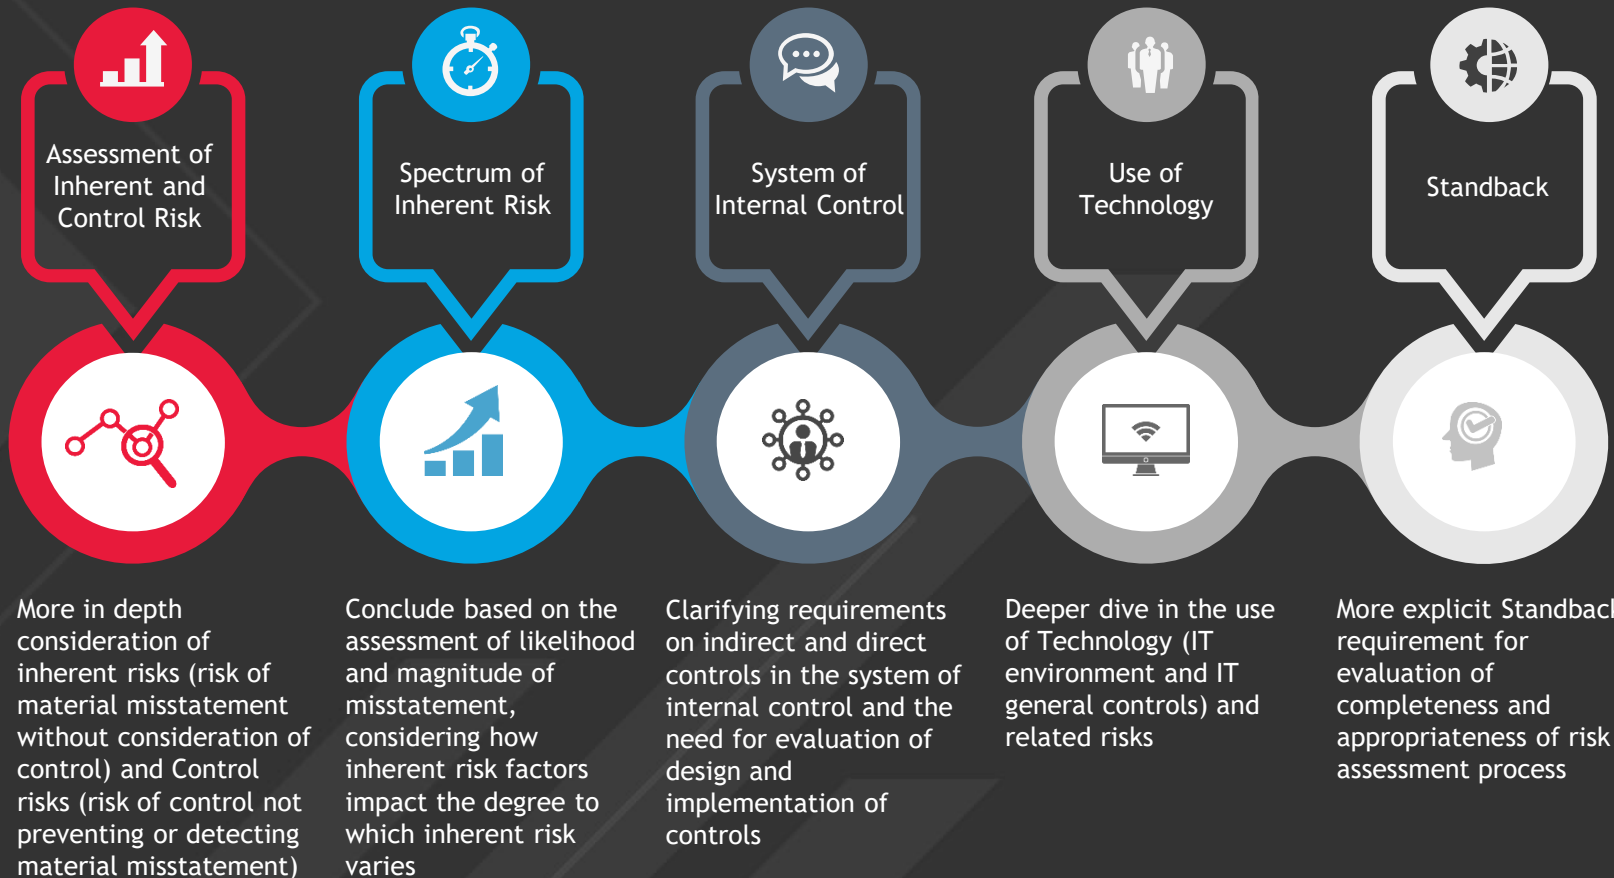 Assessment of
Inherent and
Control Risk
Spectrum of
Inherent Risk
System of
Internal Control
Use of
Technology
Standback
More in depth
consideration of
inherent risks (risk of
material misstatement
without consideration of
control) and Control
risks (risk of control not
preventing or detecting
material misstatement)
Conclude based on the
assessment of likelihood
and magnitude of
misstatement,
considering how
inherent risk factors
impact the degree to
which inherent risk
varies
Clarifying requirements
on indirect and direct
controls in the system of
internal control and the
need for evaluation of
design and
implementation of
controls
Deeper dive in the use
of Technology (IT
environment and IT
general controls) and
related risks
More explicit Standback
requirement for
evaluation of
completeness and
appropriateness of risk
assessment process